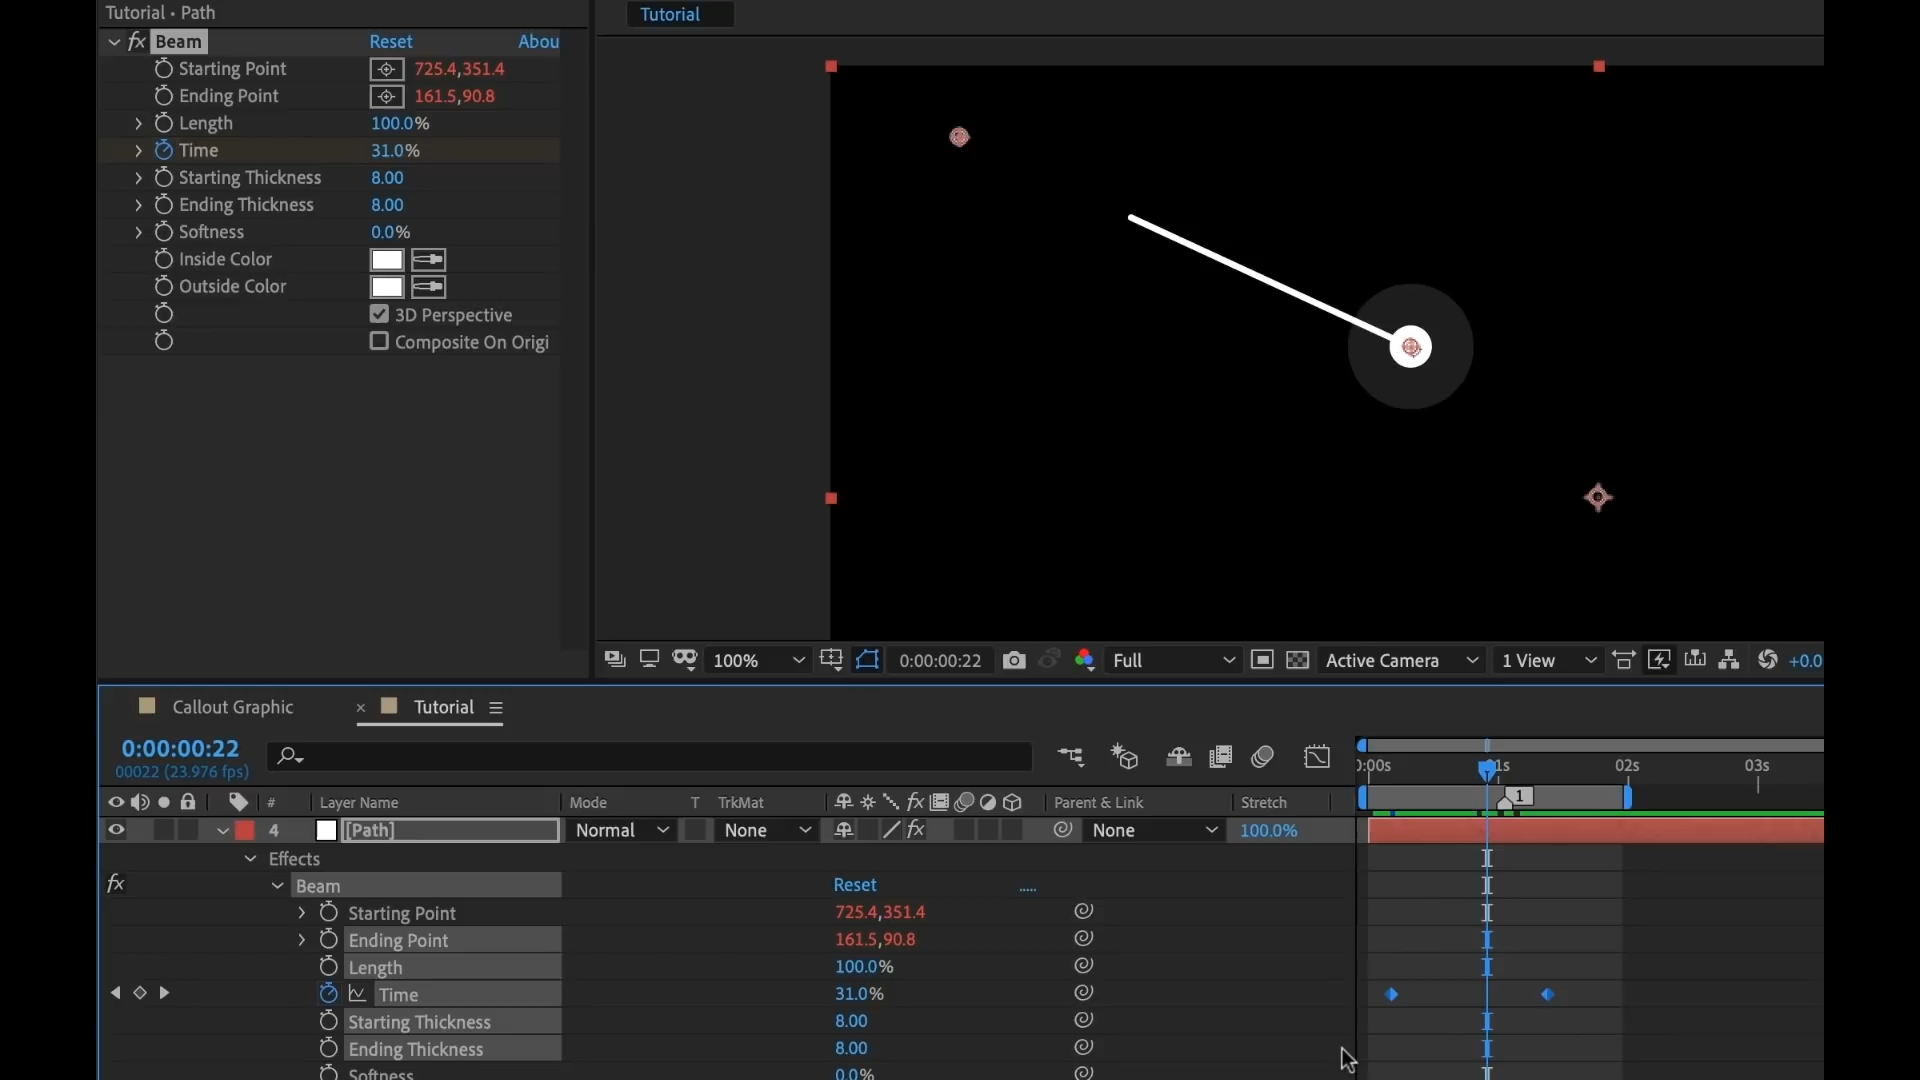 Tutorial • Path
fx Beam Reset Abou
Starting Point 725.4,351.4
Ending Point 161.5,90.8
Length 100.0%
Time 31.0%
Starting Thickness 8.00
Ending Thickness 8.00
Softness 0.0%
Inside Color
Outside Color
3D Perspective
Composite On Origi
Tutorial
100% 0:00:00:22 Full Active Camera 1 View +0.0
Callout Graphic × Tutorial
0:00:00:22
00022 (23.976 fps)
0:00s 01s 02s 03s
1
# Layer Name Mode T TrkMat fx Parent & Link Stretch
4 [Path] Normal None fx None 100.0%
Effects
fx Beam Reset .....
Starting Point 725.4,351.4
Ending Point 161.5,90.8
Length 100.0%
Time 31.0%
Starting Thickness 8.00
Ending Thickness 8.00
Softness 0.0%